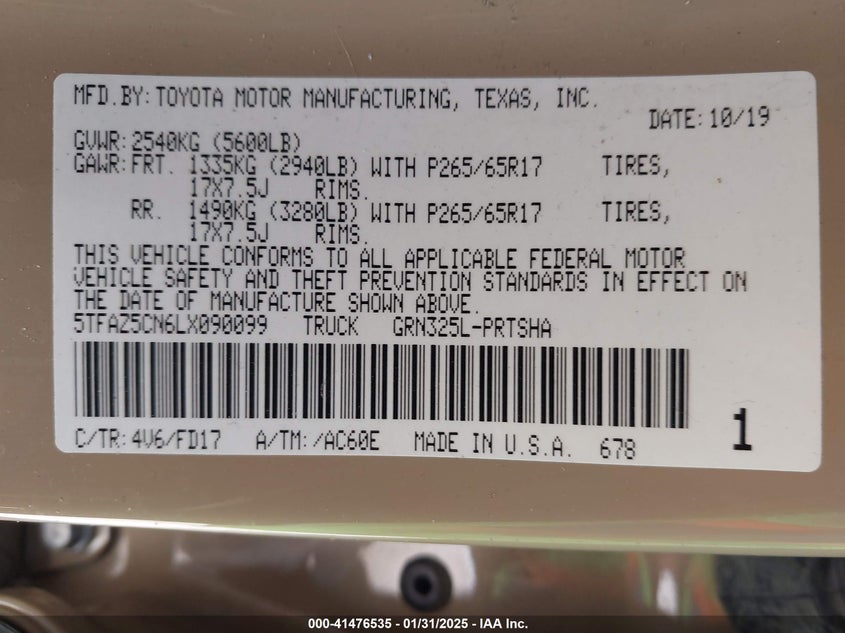 MFD.BY:TOYOTA MOTOR MANUFACTURING, TEXAS, INC.
DATE:10/19
GVWR:2540KG (5600LB)
GAWR:FRT. 1335KG (2940LB) WITH P265/65R17 TIRES,
17X7.5J RIMS.
RR. 1490KG (3280LB) WITH P265/65R17 TIRES,
17X7.5J RIMS.
THIS VEHICLE CONFORMS TO ALL APPLICABLE FEDERAL MOTOR
VEHICLE SAFETY AND THEFT PREVENTION STANDARDS IN EFFECT ON
THE DATE OF MANUFACTURE SHOWN ABOVE.
5TFAZ5CN6LX090099 TRUCK GRN325L-PRTSHA
C/TR:4V6/FD17 A/TM:/AC60E MADE IN U.S.A. 678
1
000-41476535 - 01/31/2025 - IAA Inc.